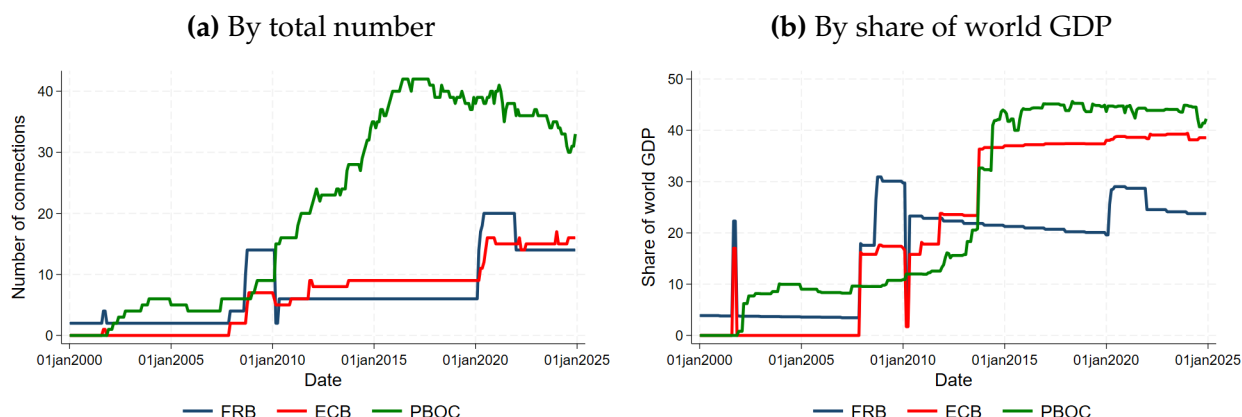 (a) By total number
Number of connections
40
30
20
10
0
01jan2000 01jan2005 01jan2010 01jan2015 01jan2020 01jan2025
Date
FRB ECB PBOC
(b) By share of world GDP
Share of world GDP
50
40
30
20
10
0
01jan2000 01jan2005 01jan2010 01jan2015 01jan2020 01jan2025
Date
FRB ECB PBOC